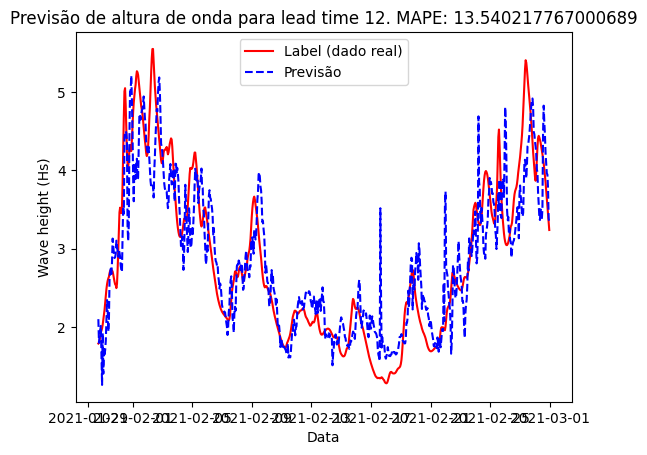 Previsão de altura de onda para lead time 12. MAPE: 13.540217767000689
Label (dado real)
Previsão
Wave height (Hs)
5
4
3
2
2021-01-29 2021-02-01 2021-02-05 2021-02-09 2021-02-13 2021-02-17 2021-02-21 2021-02-25 2021-03-01
Data